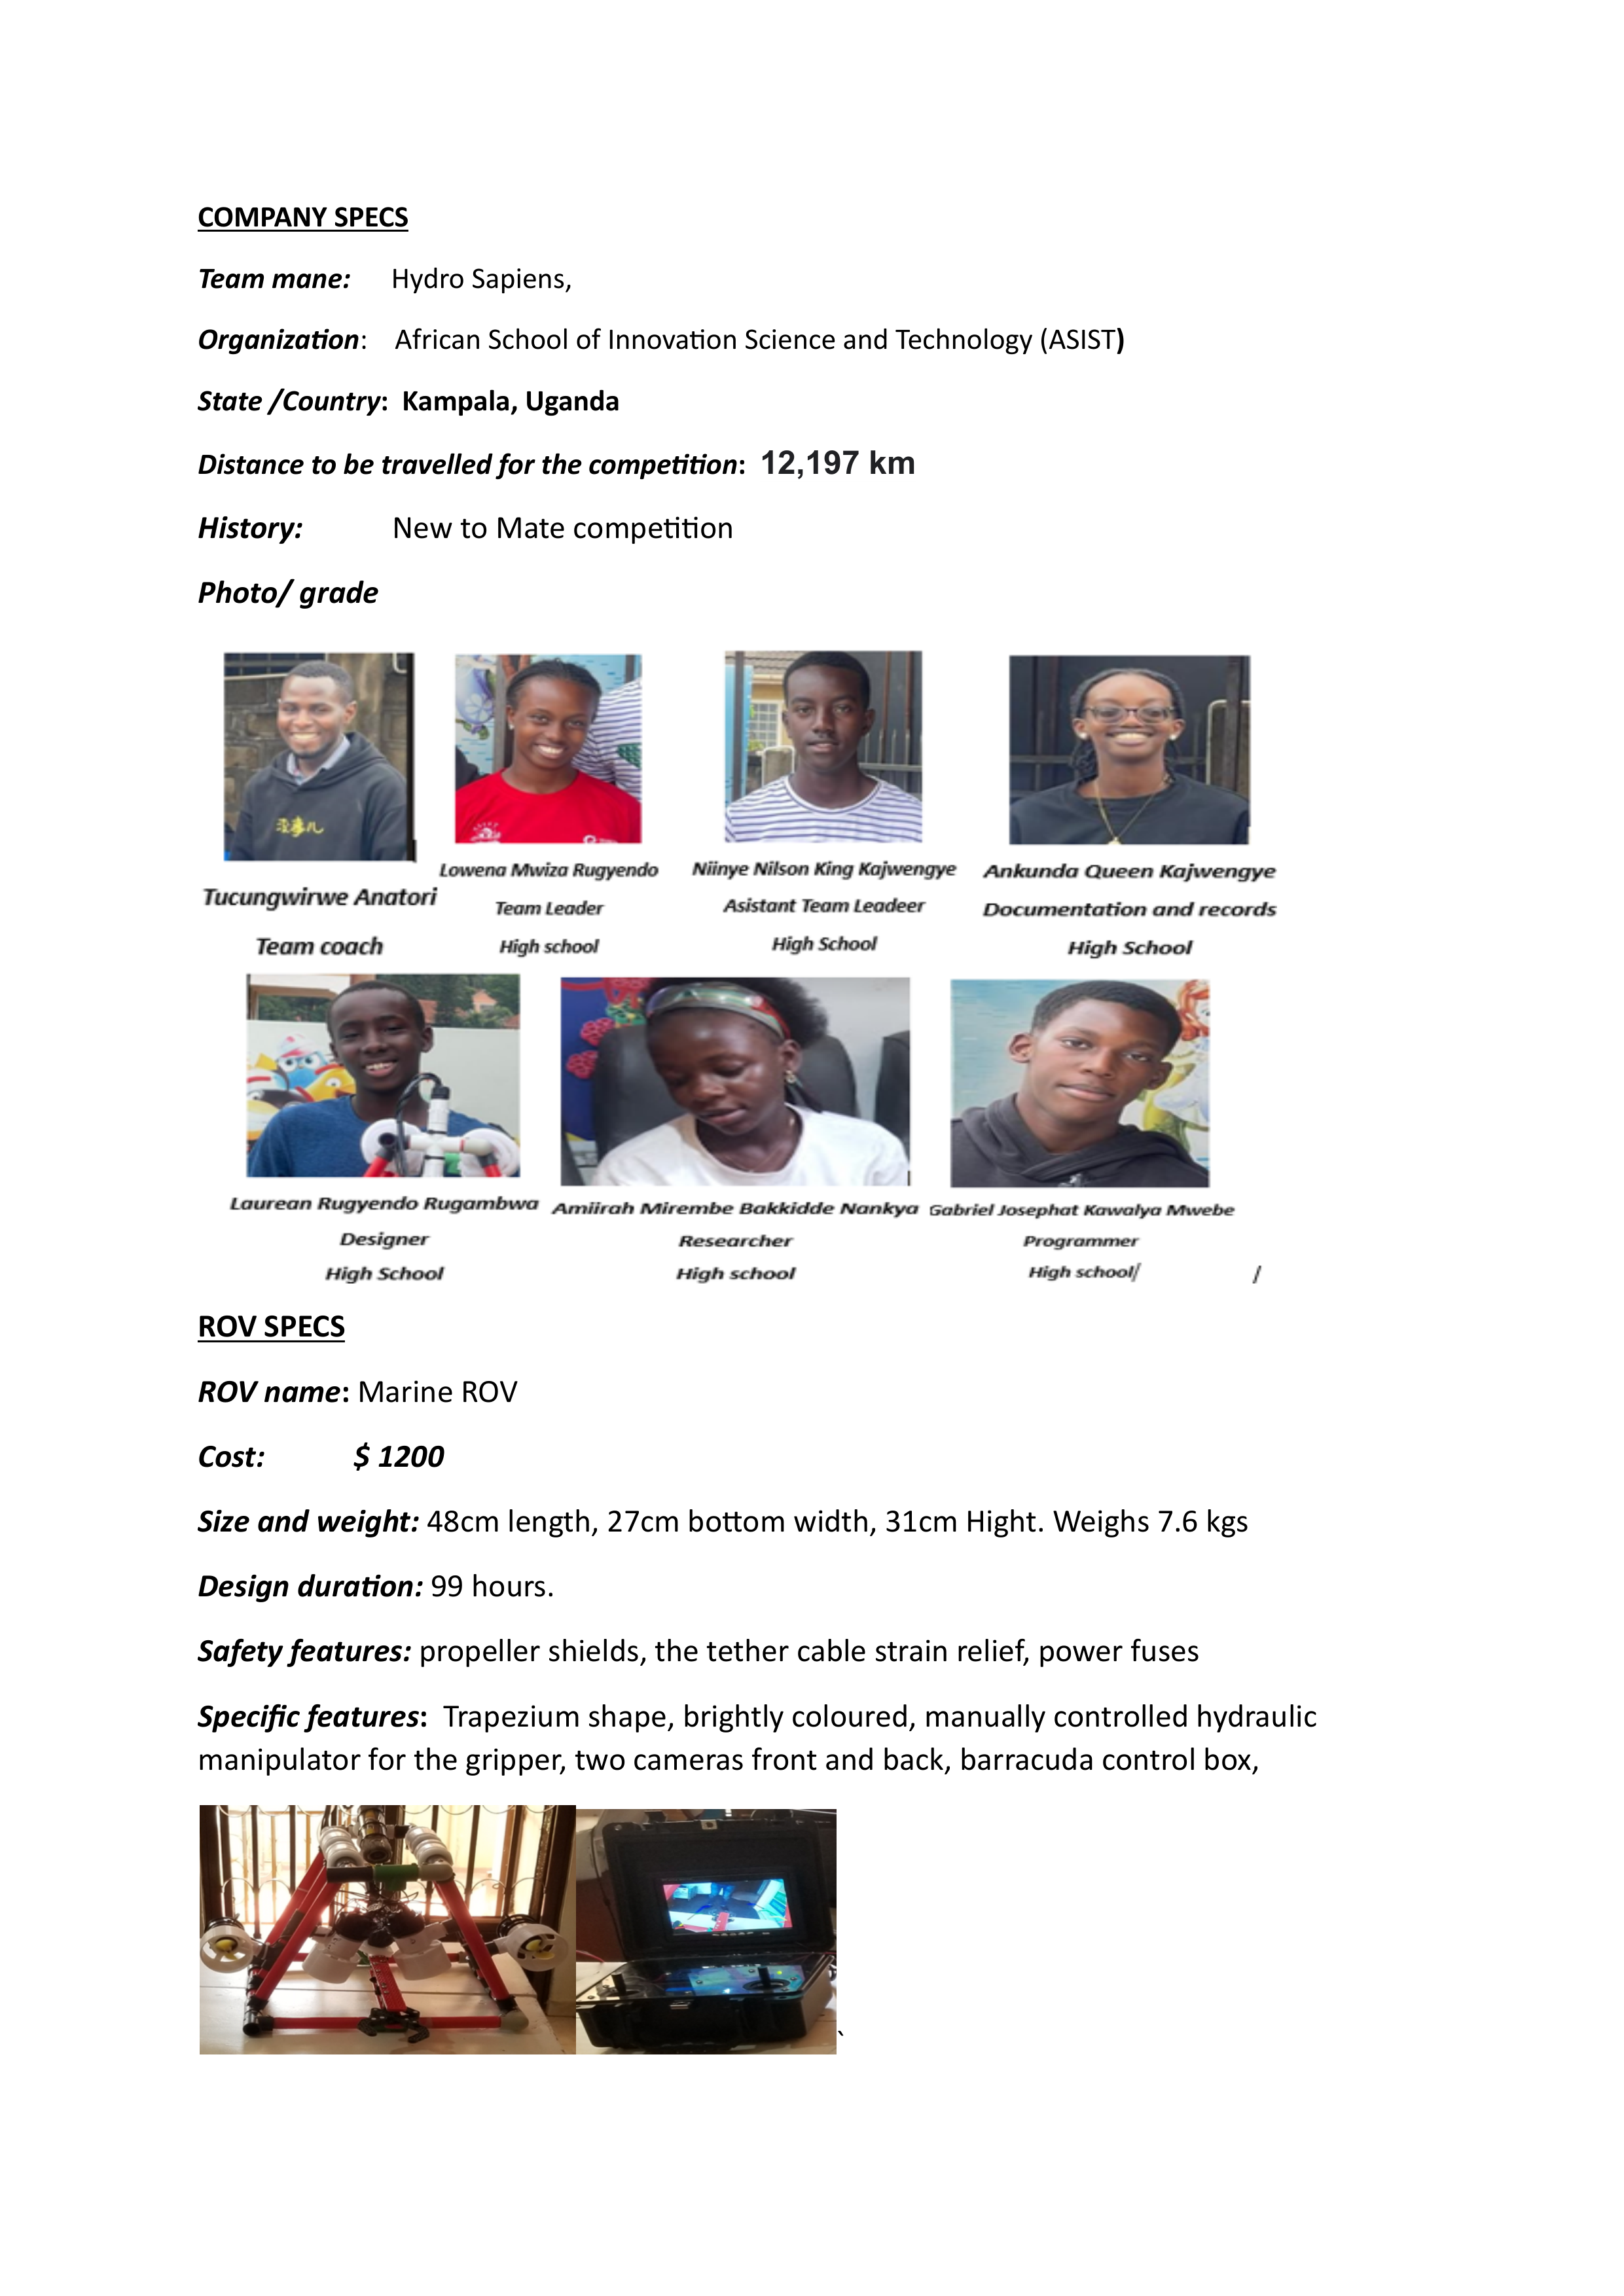 COMPANY SPECS
Team mane: Hydro Sapiens,
Organization: African School of Innovation Science and Technology (ASIST)
State /Country: Kampala, Uganda
Distance to be travelled for the competition: 12,197 km
History: New to Mate competition
Photo/ grade
没事儿
Tucungwirwe Anatori
Team coach
Lowena Mwiza Rugyendo
Team Leader
High school
Niinye Nilson King Kajwengye
Asistant Team Leadeer
High School
Ankunda Queen Kajwengye
Documentation and records
High School
Laurean Rugyendo Rugambwa
Designer
High School
Amiirah Mirembe Bakkidde Nankya
Researcher
High school
Gabriel Josephat Kawalya Mwebe
Programmer
High school/ /
ROV SPECS
ROV name: Marine ROV
Cost: $ 1200
Size and weight: 48cm length, 27cm bottom width, 31cm Hight. Weighs 7.6 kgs
Design duration: 99 hours.
Safety features: propeller shields, the tether cable strain relief, power fuses
Specific features: Trapezium shape, brightly coloured, manually controlled hydraulic
manipulator for the gripper, two cameras front and back, barracuda control box,
`